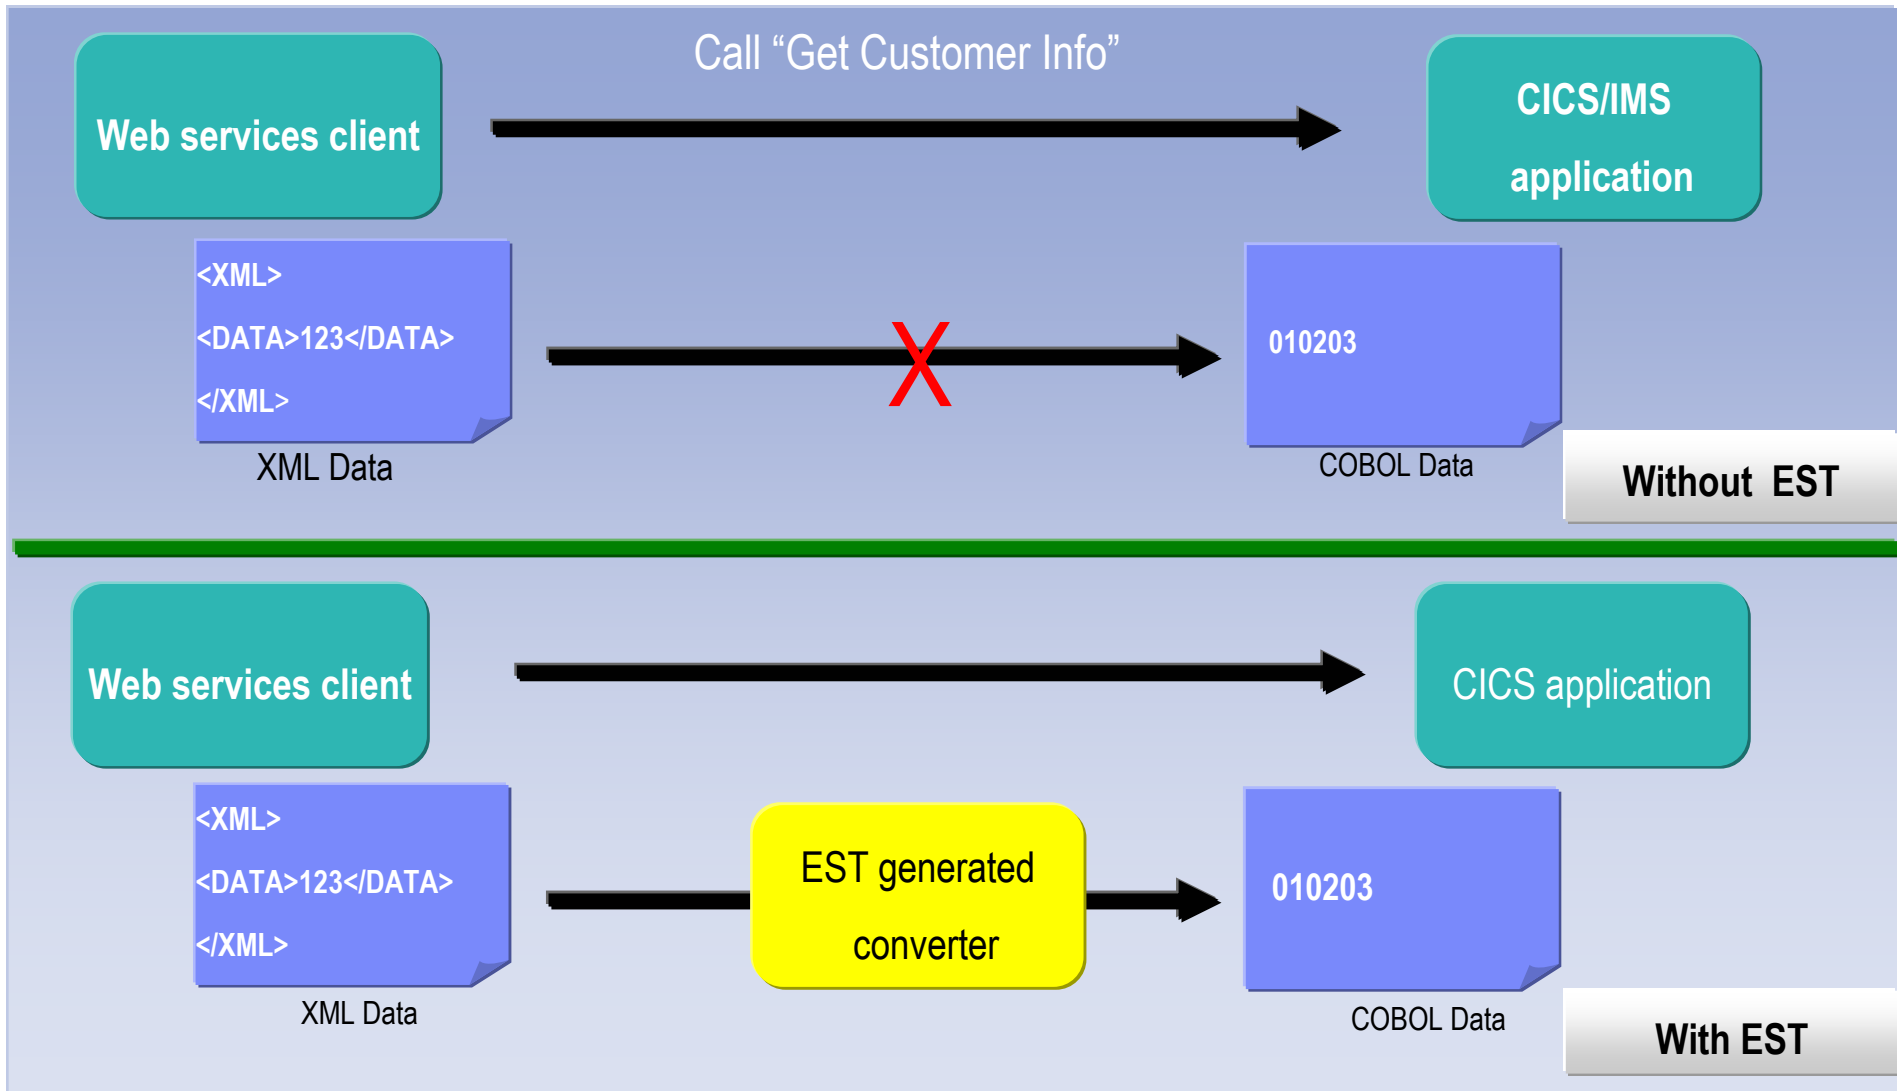 Call “Get Customer Info”
Web services client
CICS/IMS
application
<XML>
<DATA>123</DATA>
</XML>
XML Data
X
010203
COBOL Data
Without  EST
Web services client
CICS application
<XML>
<DATA>123</DATA>
</XML>
XML Data
EST generated
converter
010203
COBOL Data
With EST